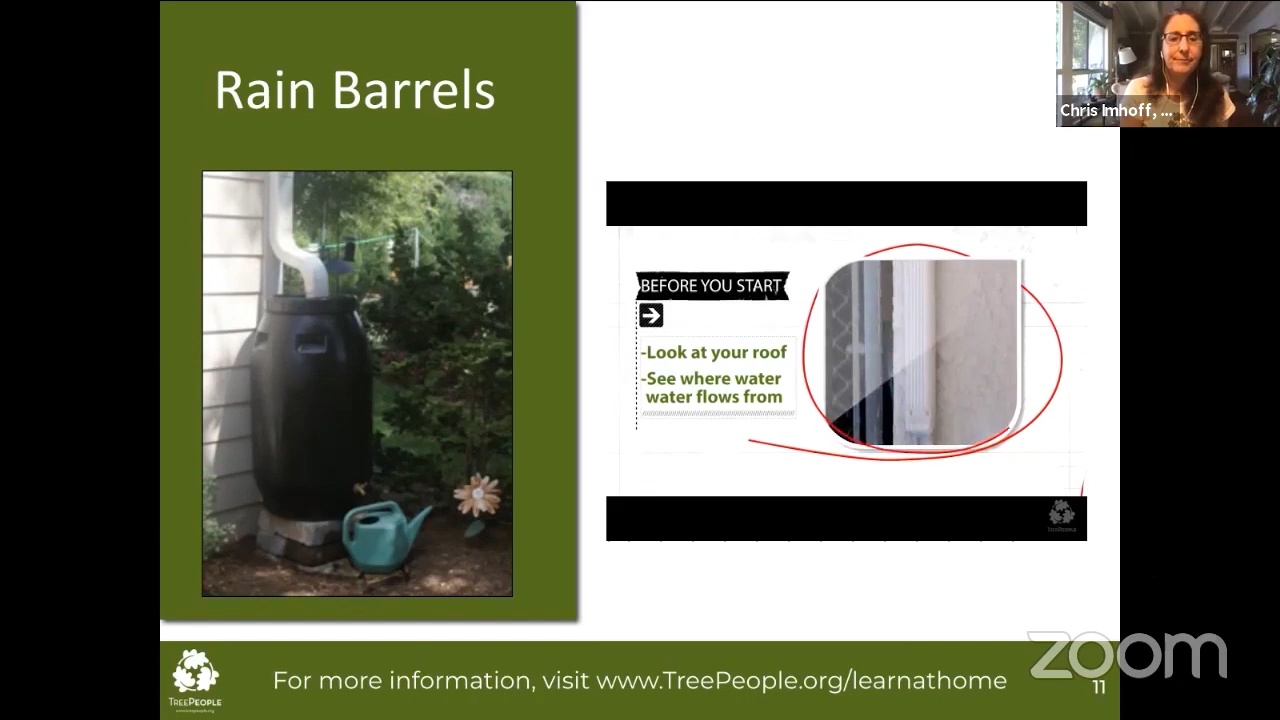 Rain Barrels
Chris Imhoff, ...
BEFORE YOU START
-Look at your roof
-See where water
water flows from
TREEPEOPLE
TREEPEOPLE
For more information, visit www.TreePeople.org/learnathome
zoom
11